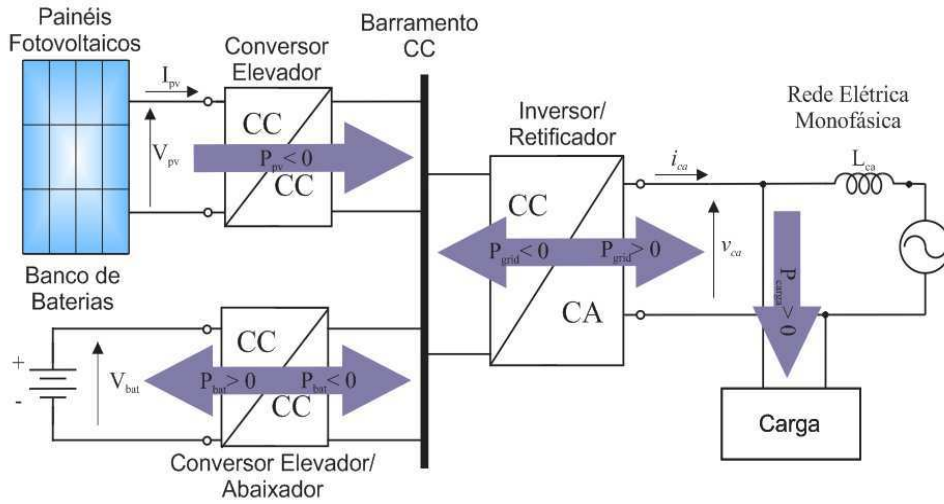 Painéis
Fotovoltaicos
I_pv
V_pv
Conversor
Elevador
CC
P_pv < 0
CC
Barramento
CC
Inversor/
Retificador
CC
P_grid < 0
P_grid > 0
CA
i_ca
v_ca
Rede Elétrica
Monofásica
L_ca
P_carga > 0
Carga
Banco de
Baterias
+
-
V_bat
CC
P_bat > 0
P_bat < 0
CC
Conversor Elevador/
Abaixador